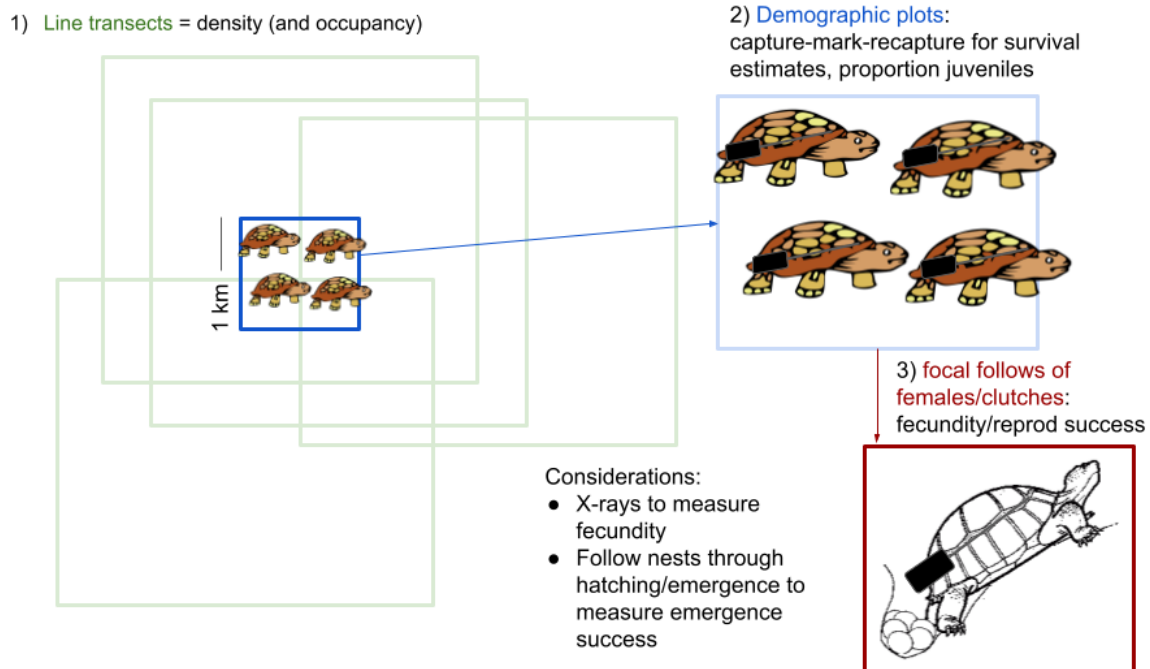 1) Line transects = density (and occupancy)
2) Demographic plots:
capture-mark-recapture for survival
estimates, proportion juveniles
1 km
3) focal follows of
females/clutches:
fecundity/reprod success
Considerations:
● X-rays to measure
fecundity
● Follow nests through
hatching/emergence to
measure emergence
success